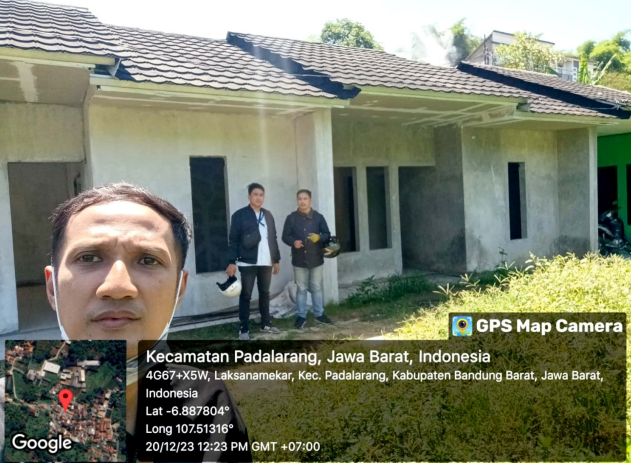 GPS Map Camera
Kecamatan Padalarang, Jawa Barat, Indonesia
4G67+X5W, Laksanamekar, Kec. Padalarang, Kabupaten Bandung Barat, Jawa Barat,
Indonesia
Lat -6.887804°
Long 107.51316°
20/12/23 12:23 PM GMT +07:00
Google